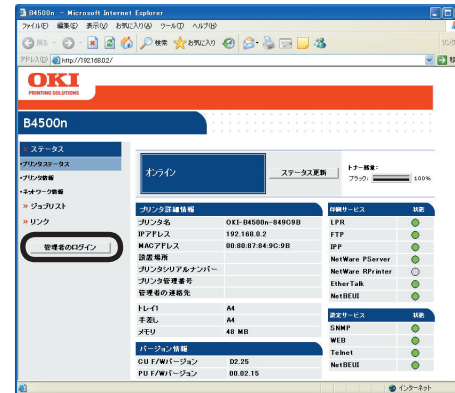 B4500n - Microsoft Internet Explorer
ファイル(F) 編集(E) 表示(V) お気に入り(A) ツール(T) ヘルプ(H)
戻る 検索 お気に入り
アドレス(D) http://192.168.0.2/
OKI
PRINTING SOLUTIONS
B4500n
ステータス
プリンタステータス
プリンタ情報
ネットワーク情報
ジョブリスト
リンク
管理者のログイン
オンライン ステータス更新
トナー残量:
ブラック: 100%
プリンタ詳細情報
プリンタ名 OKI-B4500n-849C9B
IPアドレス 192.168.0.2
MACアドレス 00:80:87:84:9C:9B
設置場所
プリンタシリアルナンバー
プリンタ管理番号
管理者の連絡先
トレイ1 A4
手差し A4
メモリ 48 MB
バージョン情報
CU F/Wバージョン D2.25
PU F/Wバージョン 00.02.15
印刷サービス 状態
LPR
FTP
IPP
NetWare PServer
NetWare RPrinter
EtherTalk
NetBEUI
設定サービス 状態
SNMP
WEB
Telnet
NetBEUI
インターネット